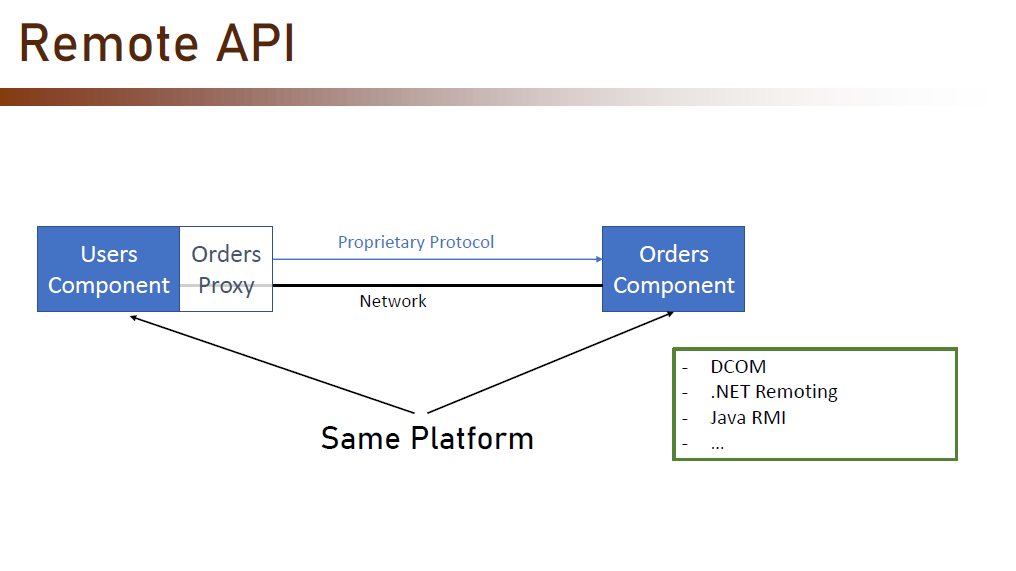 Remote API
Users
Component
Orders
Proxy
Proprietary Protocol
Network
Orders
Component
Same Platform
- DCOM
- .NET Remoting
- Java RMI
- ...